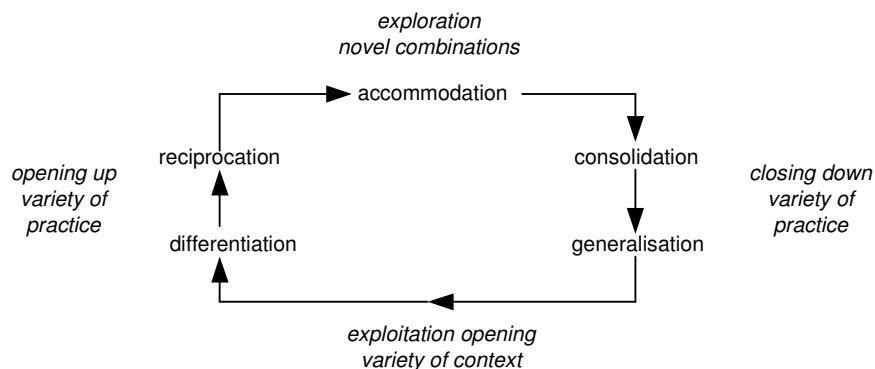 exploration
novel combinations
accommodation
reciprocation
consolidation
opening up
variety of
practice
closing down
variety of
practice
differentiation
generalisation
exploitation opening
variety of context